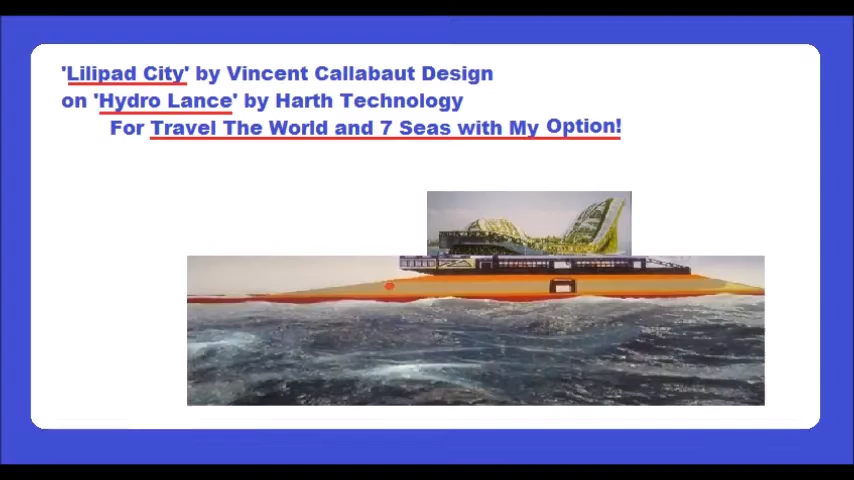 'Lilipad City' by Vincent Callabaut Design
on 'Hydro Lance' by Harth Technology
For Travel The World and 7 Seas with My Option!